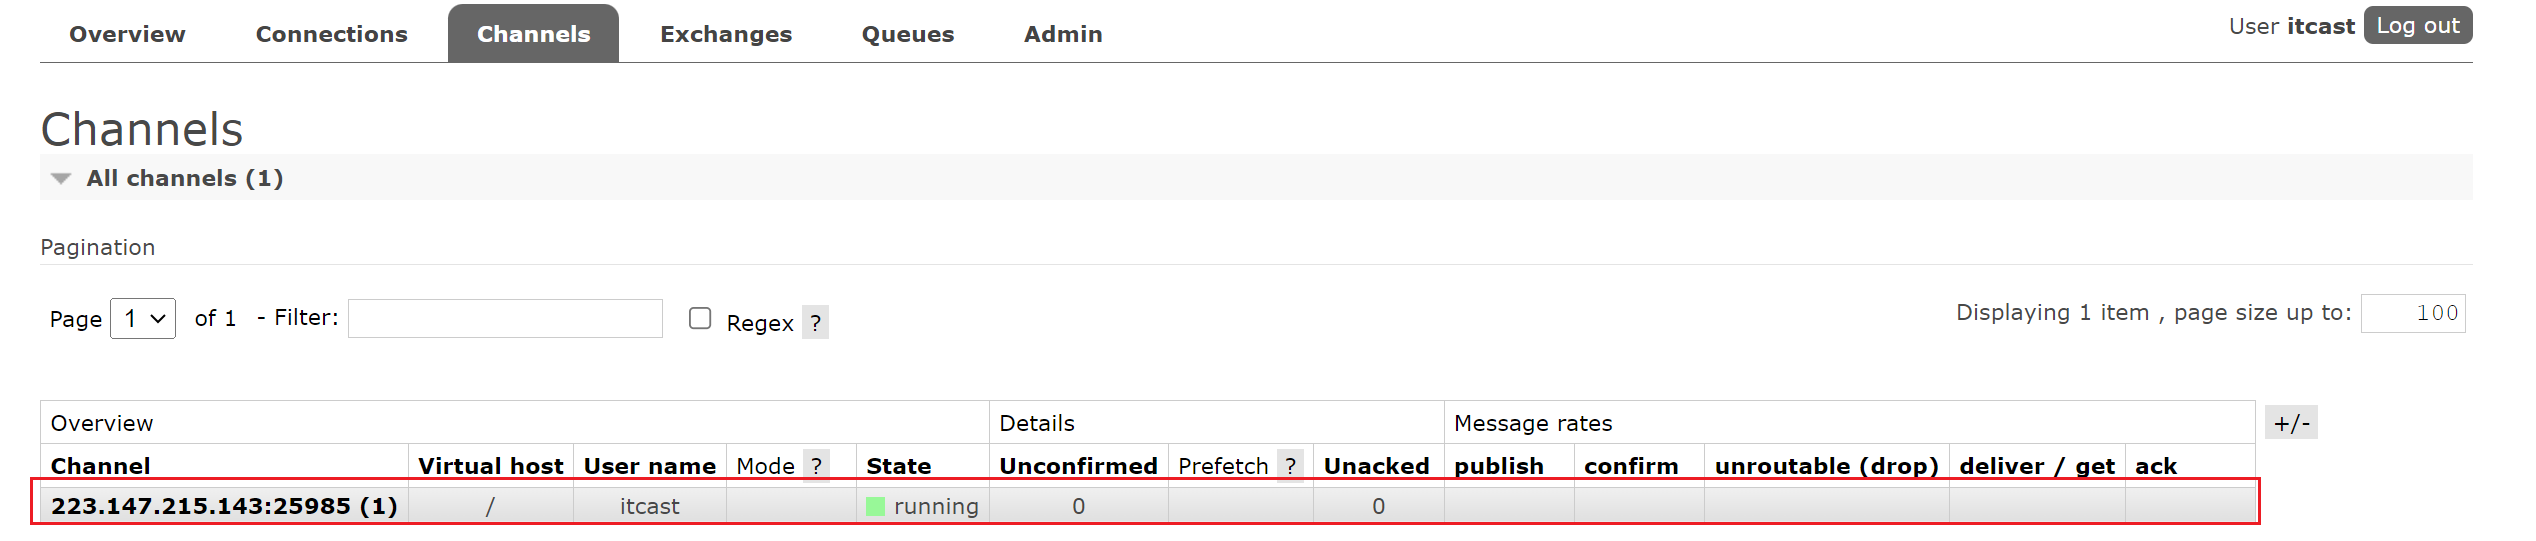 Overview Connections Channels Exchanges Queues Admin User itcast Log out
Channels
All channels (1)
Pagination
Page 1 of 1 - Filter: Regex ? Displaying 1 item , page size up to: 100
Overview Details Message rates +/-
Channel Virtual host User name Mode ? State Unconfirmed Prefetch ? Unacked publish confirm unroutable (drop) deliver / get ack
223.147.215.143:25985 (1) / itcast running 0 0